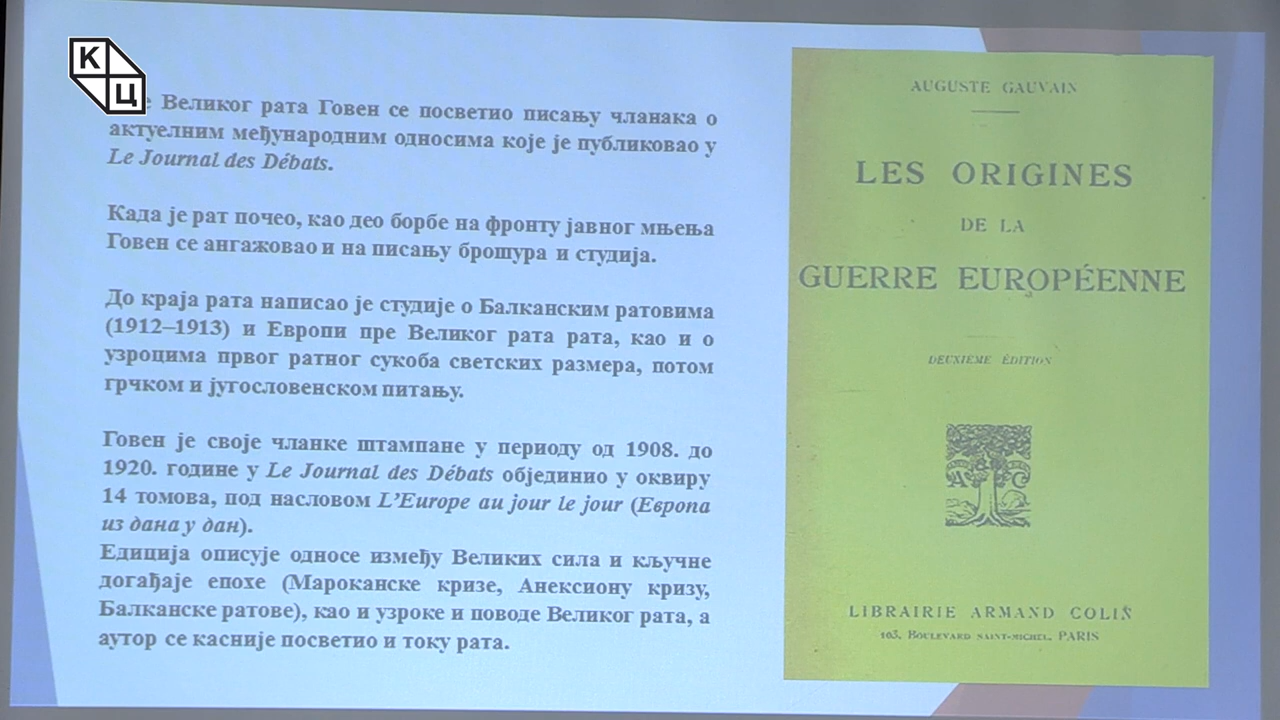 К
Ц
Великог рата Говен се посветио писању чланака о
актуелним међународним односима које је публиковао у
Le Journal des Débats.
Када је рат почео, као део борбе на фронту јавног мњења
Говен се ангажовао и на писању брошура и студија.
До краја рата написао је студије о Балканским ратовима
(1912–1913) и Европи пре Великог рата рата, као и о
узроцима првог ратног сукоба светских размера, потом
грчком и југословенском питању.
Говен је своје чланке штампане у периоду од 1908. до
1920. године у Le Journal des Débats објединио у оквиру
14 томова, под насловом L’Europe au jour le jour (Европа
из дана у дан).
Едиција описује односе између Великих сила и кључне
догађаје епохе (Мароканске кризе, Анексиону кризу,
Балканске ратове), као и узроке и поводе Великог рата, а
аутор се касније посветио и току рата.
AUGUSTE GAUVAIN
LES ORIGINES
DE LA
GUERRE EUROPÉENNE
DEUXIÈME ÉDITION
A C
LIBRAIRIE ARMAND COLIN
103, BOULEVARD SAINT-MICHEL, PARIS